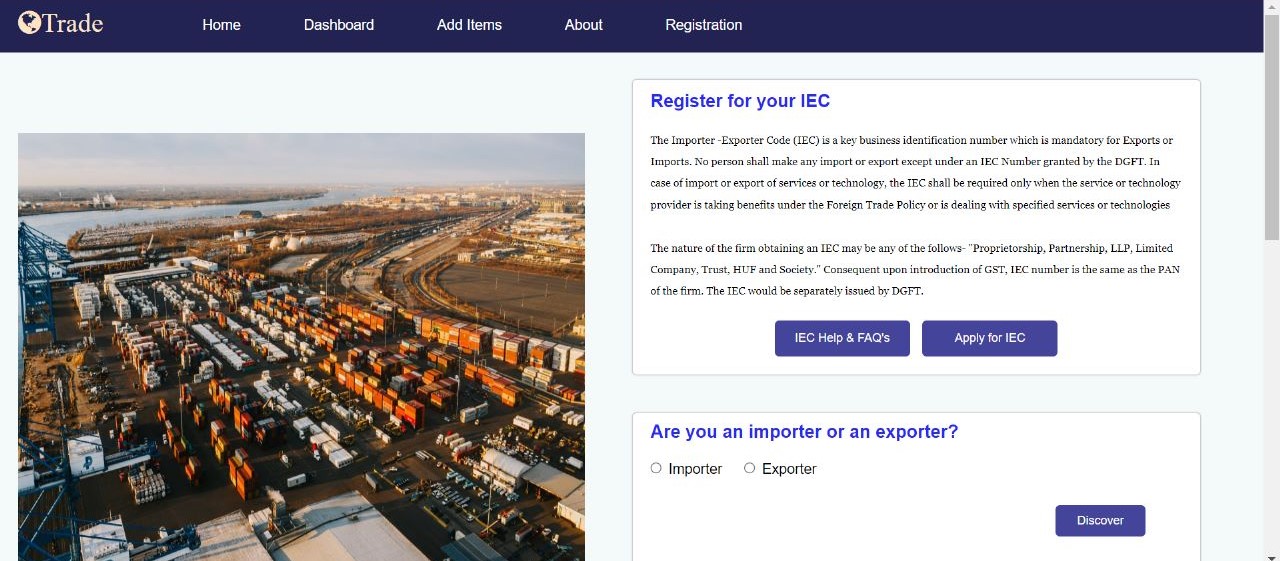 Trade
Home
Dashboard
Add Items
About
Registration
Register for your IEC
The Importer -Exporter Code (IEC) is a key business identification number which is mandatory for Exports or
Imports. No person shall make any import or export except under an IEC Number granted by the DGFT. In
case of import or export of services or technology, the IEC shall be required only when the service or technology
provider is taking benefits under the Foreign Trade Policy or is dealing with specified services or technologies
The nature of the firm obtaining an IEC may be any of the follows- "Proprietorship, Partnership, LLP, Limited
Company, Trust, HUF and Society." Consequent upon introduction of GST, IEC number is the same as the PAN
of the firm. The IEC would be separately issued by DGFT.
IEC Help & FAQ's
Apply for IEC
Are you an importer or an exporter?
Importer
Exporter
Discover